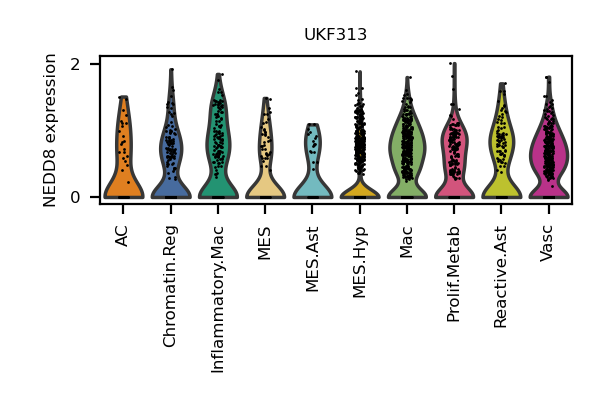 UKF313
NEDD8 expression
2
0
AC
Chromatin.Reg
Inflammatory.Mac
MES
MES.Ast
MES.Hyp
Mac
Prolif.Metab
Reactive.Ast
Vasc